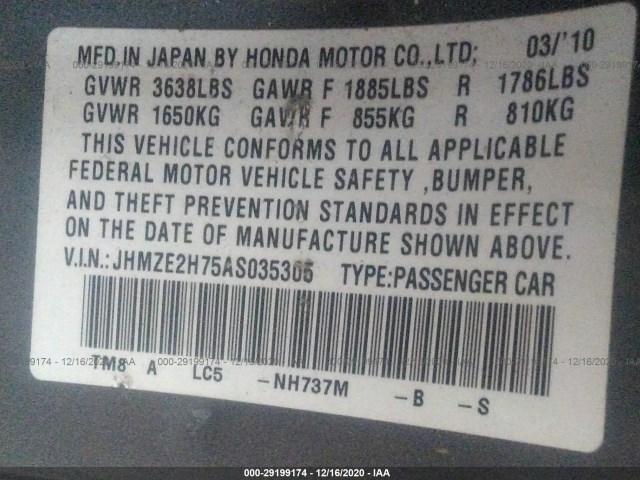 MFD.IN JAPAN BY HONDA MOTOR CO.,LTD; 03/'10
GVWR 3638LBS GAWR F 1885LBS R 1786LBS
GVWR 1650KG GAWR F 855KG R 810KG
THIS VEHICLE CONFORMS TO ALL APPLICABLE
FEDERAL MOTOR VEHICLE SAFETY ,BUMPER,
AND THEFT PREVENTION STANDARDS IN EFFECT
ON THE DATE OF MANUFACTURE SHOWN ABOVE.
V.I.N.:JHMZE2H75AS035305 TYPE:PASSENGER CAR
TM8 A LC5 -NH737M -B -S
000-29199174 - 12/16/2020 - IAA